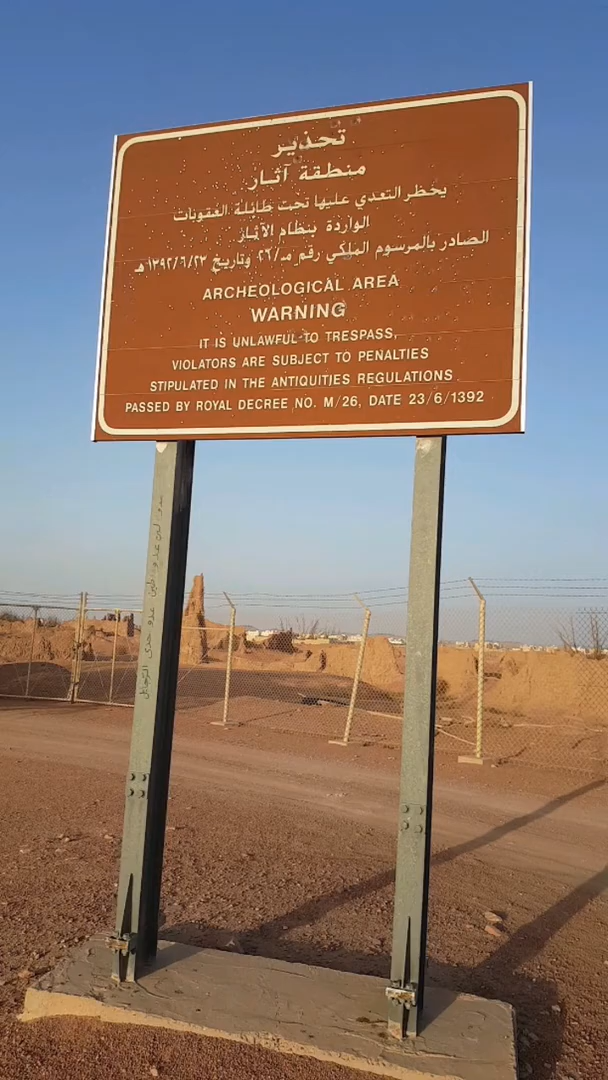 تحذير
منطقة آثار
يحظر التعدي عليها تحت طائلة العقوبات
الواردة بنظام الآثار
الصادر بالمرسوم الملكي رقم مـ/٢٦ وتاريخ ١٣٩٢/٦/٢٣هـ
ARCHEOLOGICAL AREA
WARNING
IT IS UNLAWFUL TO TRESPASS,
VIOLATORS ARE SUBJECT TO PENALTIES
STIPULATED IN THE ANTIQUITIES REGULATIONS
PASSED BY ROYAL DECREE NO. M/26, DATE 23/6/1392